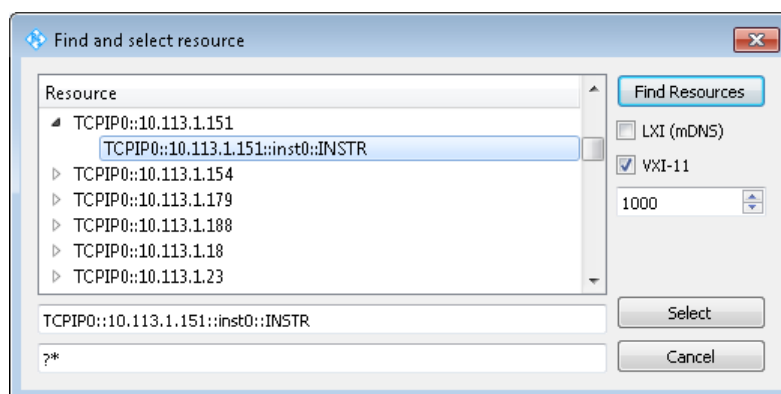 Find and select resource
Resource
TCPIP0::10.113.1.151
TCPIP0::10.113.1.151::inst0::INSTR
TCPIP0::10.113.1.154
TCPIP0::10.113.1.179
TCPIP0::10.113.1.188
TCPIP0::10.113.1.18
TCPIP0::10.113.1.23
TCPIP0::10.113.1.151::inst0::INSTR
?*
Find Resources
LXI (mDNS)
VXI-11
1000
Select
Cancel